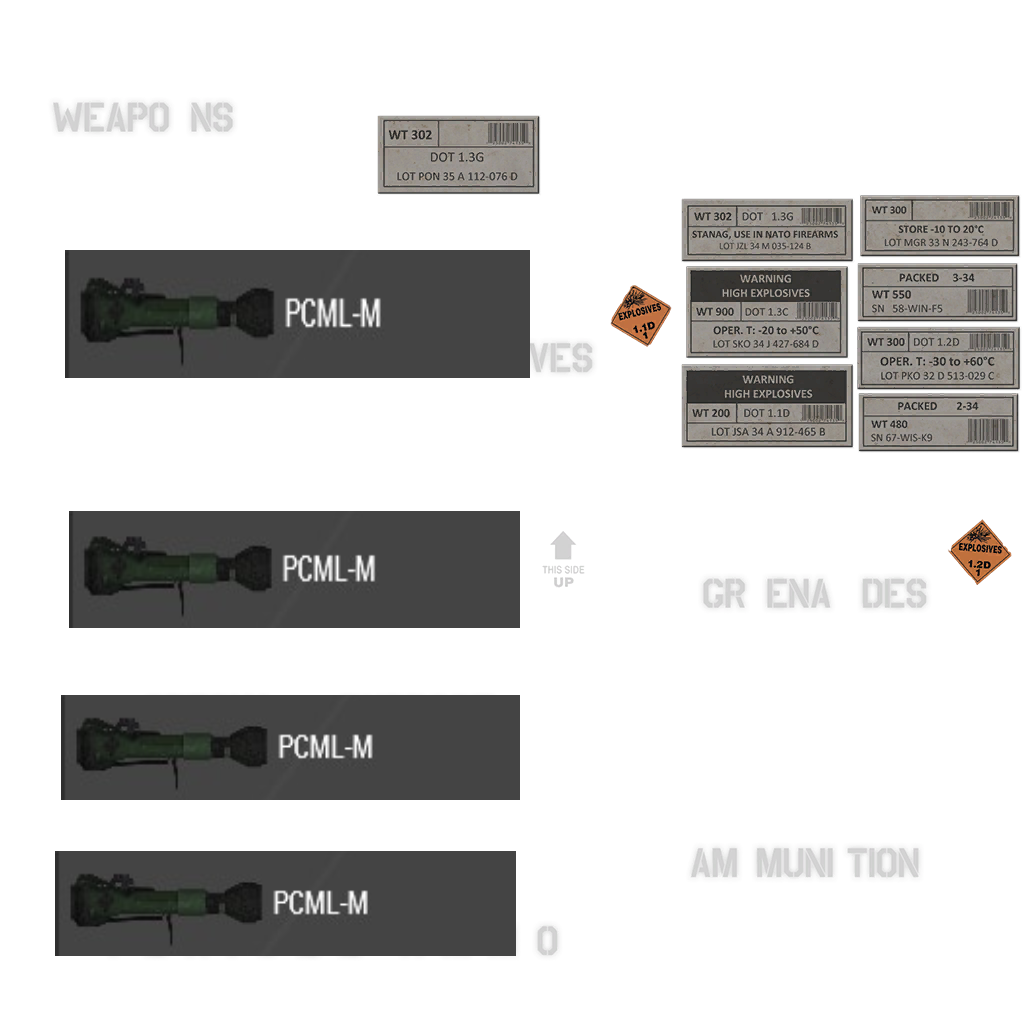 WEAPO NS
WT 302
DOT 1.3G
LOT PON 35 A 112-076 D
WT 302 DOT 1.3G
STANAG, USE IN NATO FIREARMS
LOT JZL 34 M 035-124 B
WT 300
STORE -10 TO 20°C
LOT MGR 33 N 243-764 D
WARNING
HIGH EXPLOSIVES
WT 900 DOT 1.3C
OPER. T: -20 to +50°C
LOT SKO 34 J 427-684 D
PACKED 3-34
WT 550
SN 58-WIN-F5
EXPLOSIVES
1.1D
1
PCML-M
VES
WT 300 DOT 1.2D
OPER. T: -30 to +60°C
LOT PKO 32 D 513-029 C
WARNING
HIGH EXPLOSIVES
WT 200 DOT 1.1D
LOT JSA 34 A 912-465 B
PACKED 2-34
WT 480
SN 67-WIS-K9
PCML-M
THIS SIDE
UP
EXPLOSIVES
1.2D
1
GR ENA DES
PCML-M
AM MUNI TION
PCML-M
O